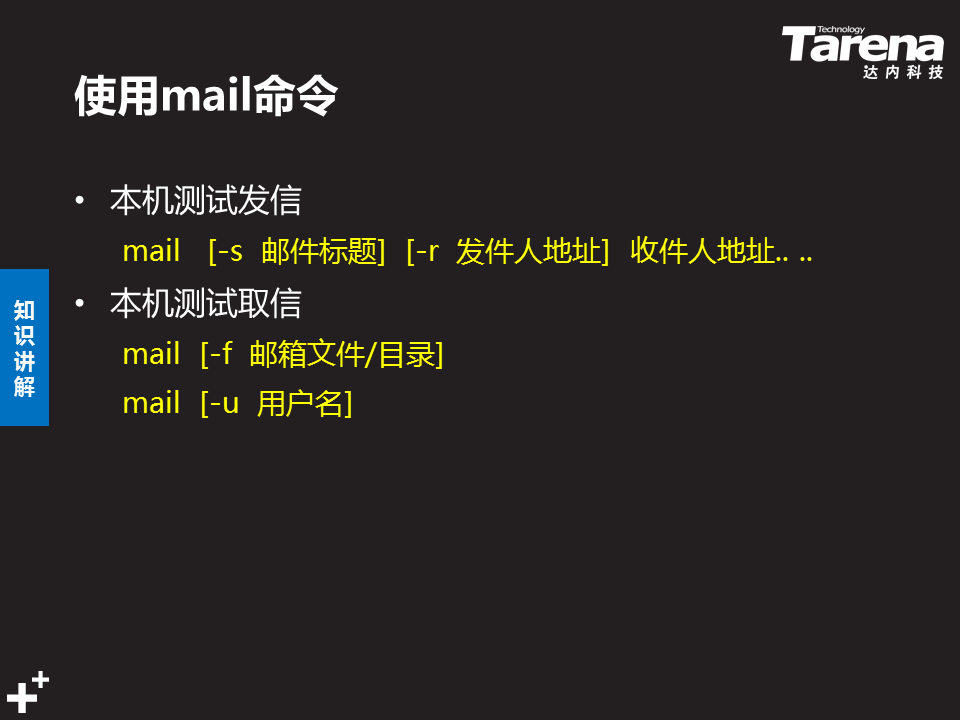 Technology
Tarena
达内科技
使用mail命令
• 本机测试发信
mail [-s 邮件标题] [-r 发件人地址] 收件人地址.. ..
• 本机测试取信
mail [-f 邮箱文件/目录]
mail [-u 用户名]
知识讲解